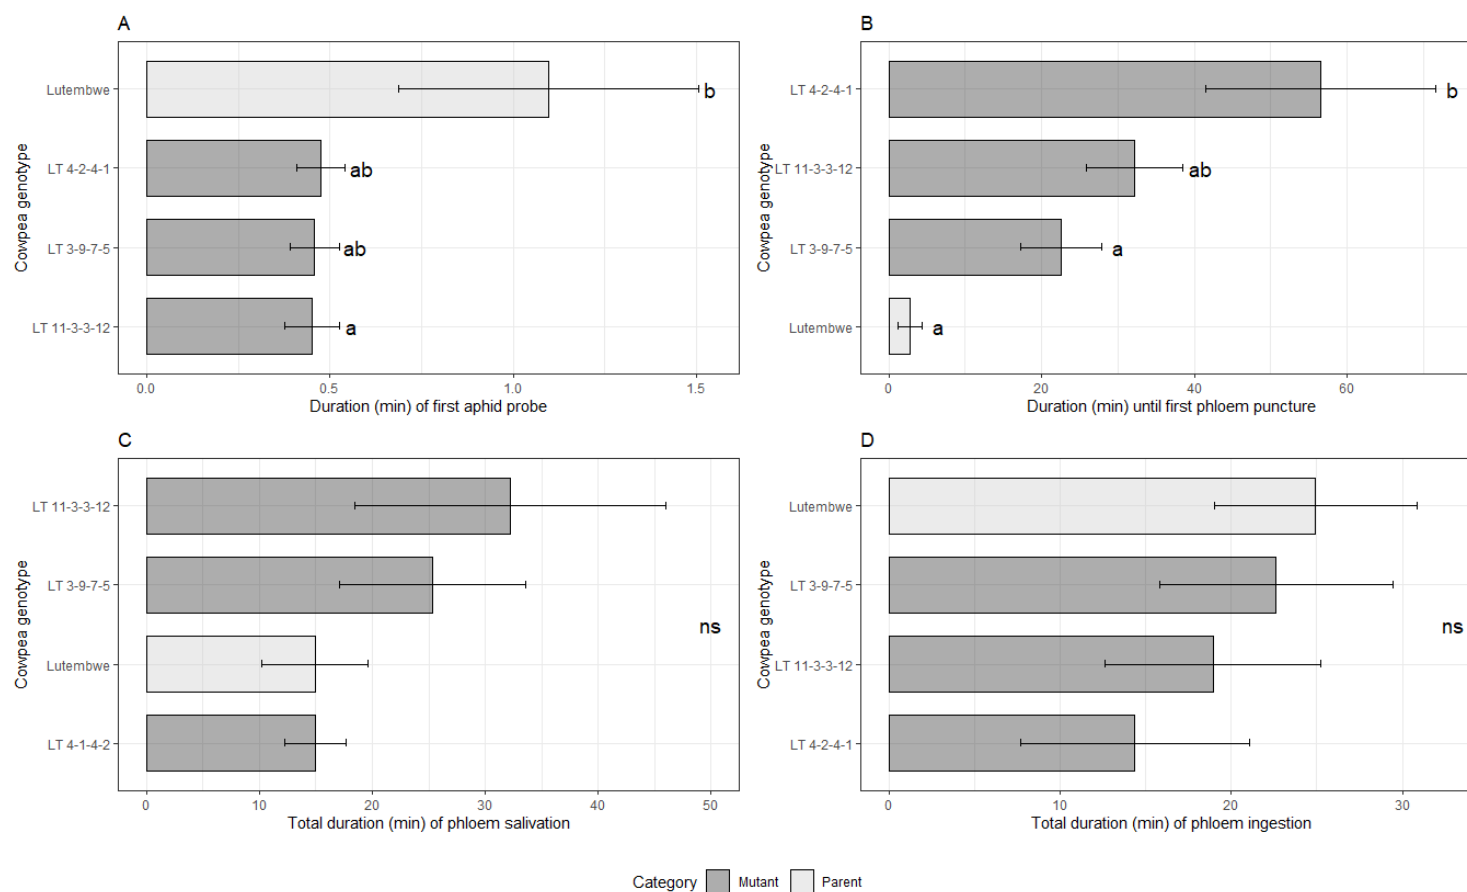 A
Cowpea genotype
Lutembwe
b
LT 4-2-4-1
ab
LT 3-9-7-5
ab
LT 11-3-3-12
a
0.0 0.5 1.0 1.5
Duration (min) of first aphid probe
B
Cowpea genotype
LT 4-2-4-1
b
LT 11-3-3-12
ab
LT 3-9-7-5
a
Lutembwe
a
0 20 40 60
Duration (min) until first phloem puncture
C
Cowpea genotype
LT 11-3-3-12
LT 3-9-7-5
ns
Lutembwe
LT 4-1-4-2
0 10 20 30 40 50
Total duration (min) of phloem salivation
D
Cowpea genotype
Lutembwe
LT 3-9-7-5
ns
LT 11-3-3-12
LT 4-2-4-1
0 10 20 30
Total duration (min) of phloem ingestion
Category Mutant Parent